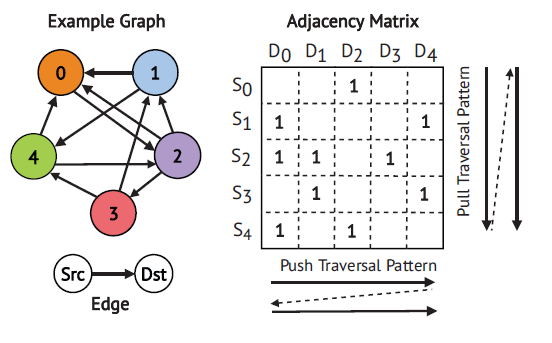 Example Graph
0
1
4
2
3
Src
Dst
Edge
Adjacency Matrix
D0 D1 D2 D3 D4
S0 1
S1 1 1
S2 1 1 1
S3 1 1
S4 1 1
Push Traversal Pattern
Pull Traversal Pattern